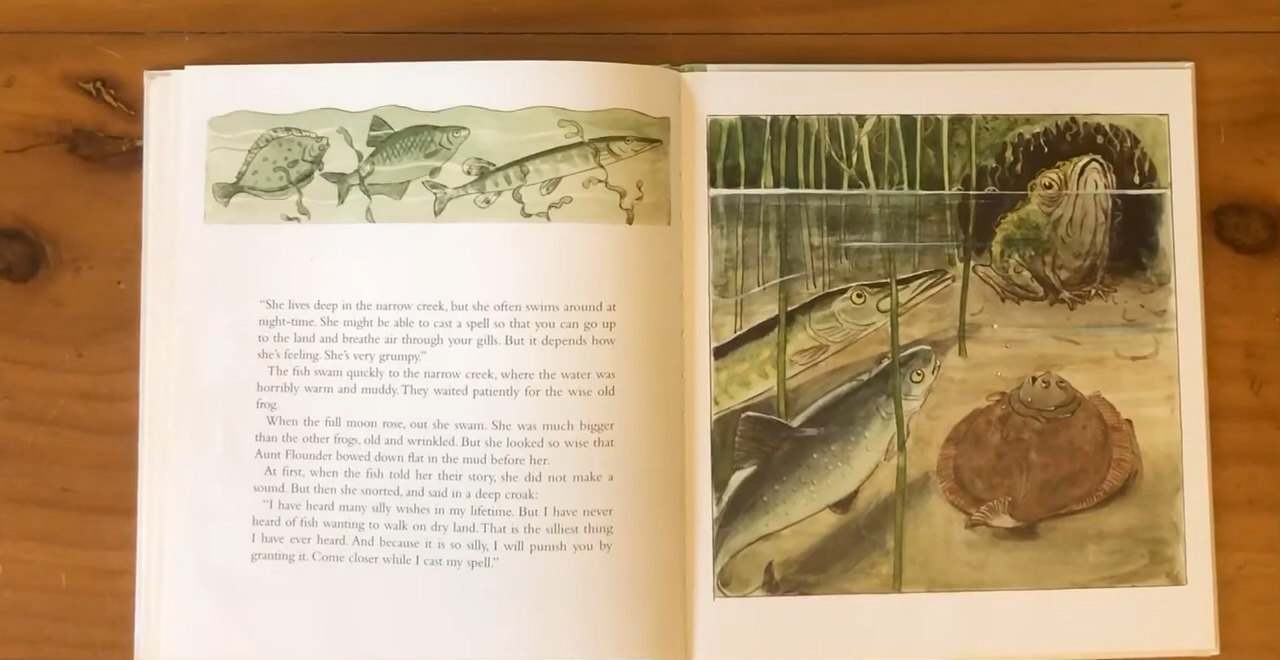 “She lives deep in the narrow creek, but she often swims around at
night-time. She might be able to cast a spell so that you can go up
to the land and breathe air through your gills. But it depends how
she’s feeling. She’s very grumpy.”
The fish swam quickly to the narrow creek, where the water was
horribly warm and muddy. They waited patiently for the wise old
frog.
When the full moon rose, out she swam. She was much bigger
than the other frogs, old and wrinkled. But she looked so wise that
Aunt Flounder bowed down flat in the mud before her.
At first, when the fish told her their story, she did not make a
sound. But then she snorted, and said in a deep croak:
“I have heard many silly wishes in my lifetime. But I have never
heard of fish wanting to walk on dry land. That is the silliest thing
I have ever heard. And because it is so silly, I will punish you by
granting it. Come closer while I cast my spell.”